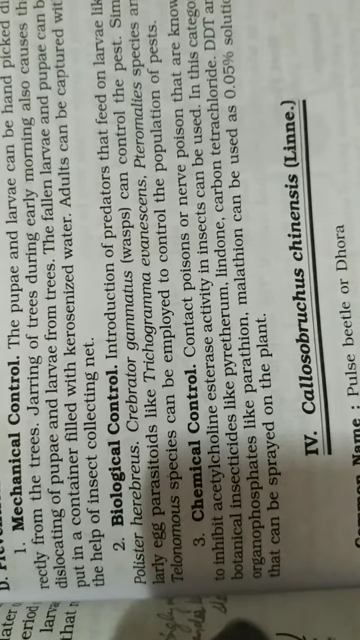 D.
1. Mechanical Control. The pupae and larvae can be hand picked di
rectly from the trees. Jarring of trees during early morning also causes th
dislocating of pupae and larvae from trees. The fallen larvae and pupae can b
put in a container filled with kerosenized water. Adults can be captured wit
the help of insect collecting net.
2. Biological Control. Introduction of predators that feed on larvae lik
Polister herebreus. Crebrator gammatus (wasps) can control the pest. Sim
larly egg parasitoids like Trichogramma evanescens, Pteromalies species an
Telonomous species can be employed to control the population of pests.
3. Chemical Control. Contact poisons or nerve poison that are know
to inhibit acetylcholine esterase activity in insects can be used. In this catego
botanical insecticides like pyretherum, lindone, carbon tetrachloride. DDT an
organophosphates like parathion, malathion can be used as 0.05% solutio
that can be sprayed on the plant.
IV. Callosobruchus chinensis (Linne.)
Name : Pulse beetle or Dhora
later
eriod
larva
that